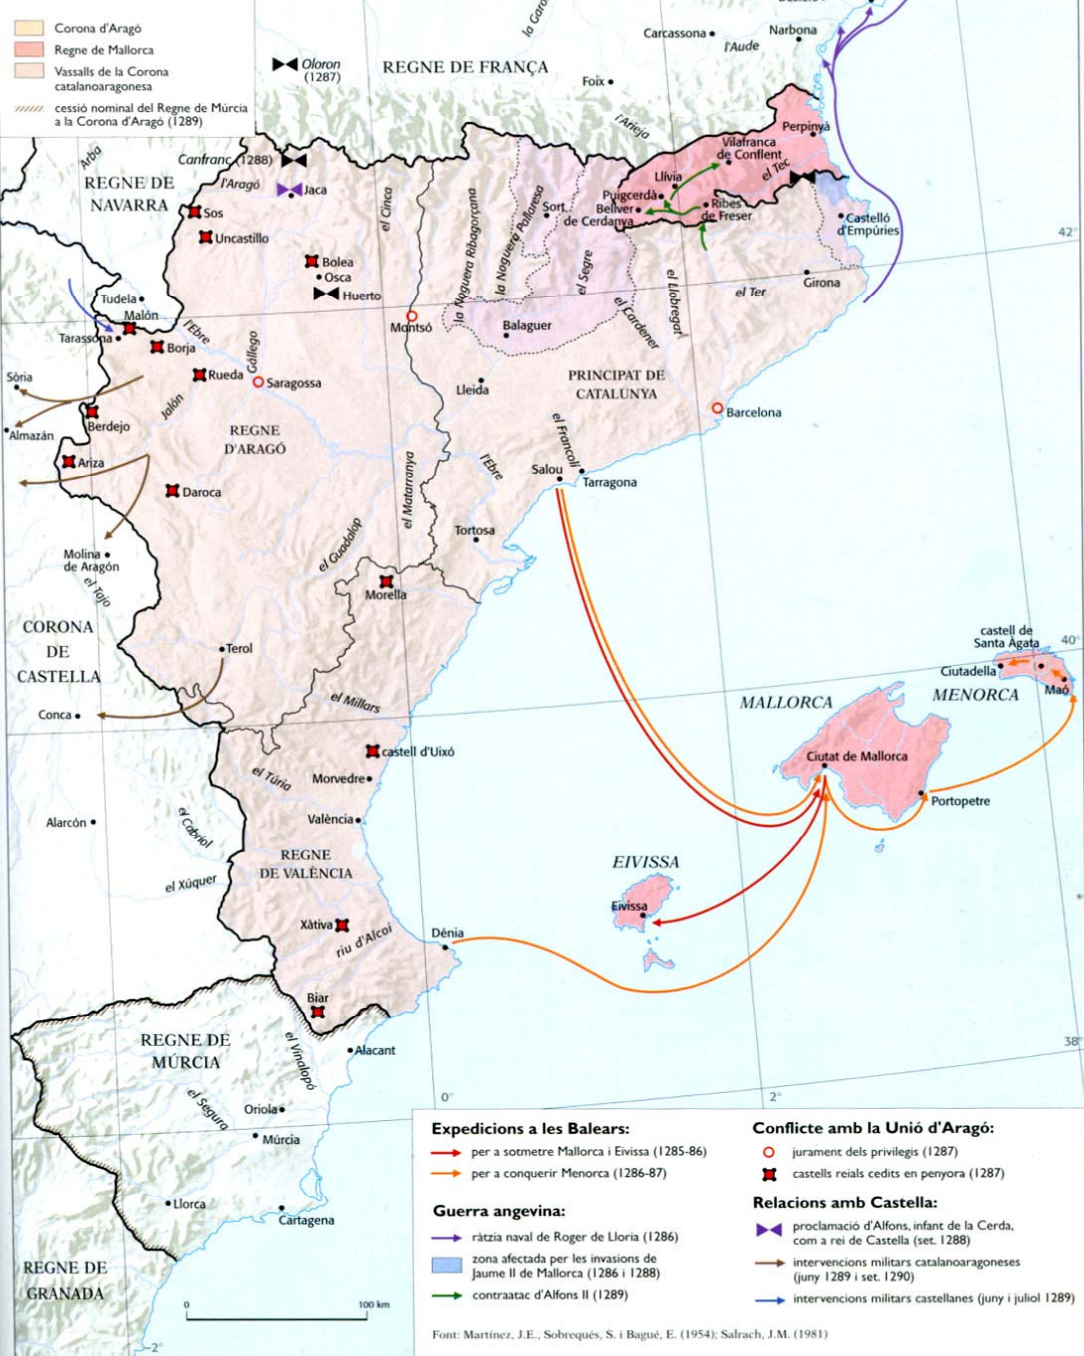 Corona d'Aragó
Regne de Mallorca
Vassalls de la Corona
catalanoaragonesa
cessió nominal del Regne de Múrcia
a la Corona d'Aragó (1289)
Oloron
(1287)
REGNE DE FRANÇA
Carcassona
Narbona
l'Aude
Foix
l'Arieja
Arba
REGNE DE
NAVARRA
Canfranc (1288)
l'Aragó
Jaca
Sos
Uncastillo
Bolea
Osca
Huerto
el Cinca
la Noguera Ribagorçana
la Noguera Pallaresa
Sort
el Segre
Perpinyà
Vilafranca
de Conflent
el Tec
Llívia
Puigcerdà
Bellver
de Cerdanya
Ribes
de Freser
Castelló
d'Empúries
42°
Girona
el Ter
el Llobregat
el Cardener
Balaguer
Montsó
Tudela
Malón
Tarassona
l'Ebre
Borja
Gállego
Rueda
Saragossa
Sòria
Jalón
Almazán
Berdejo
Ariza
REGNE
D'ARAGÓ
Daroca
Lleida
PRINCIPAT DE
CATALUNYA
Barcelona
el Francolí
Salou
Tarragona
l'Ebre
el Matarranya
Tortosa
el Guadalop
Morella
Molina
de Aragón
el Tajo
CORONA
DE
CASTELLA
Terol
Conca
el Millars
castell de
Santa Àgata
40°
Ciutadella
MENORCA
Maó
MALLORCA
Ciutat de Mallorca
Portopetre
castell d'Uixó
el Túria
Morvedre
Alarcón
el Cabriol
València
REGNE
DE VALÈNCIA
el Xúquer
EIVISSA
Eivissa
Xàtiva
riu d'Alcoi
Dénia
Biar
REGNE DE
MÚRCIA
el Vinalopó
Alacant
38°
el Segura
Oriola
Múrcia
Llorca
Cartagena
REGNE DE
GRANADA
0°
2°
0
100 km
−2°
Expedicions a les Balears:
per a sotmetre Mallorca i Eivissa (1285-86)
per a conquerir Menorca (1286-87)
Guerra angevina:
ràtzia naval de Roger de Lloria (1286)
zona afectada per les invasions de
Jaume II de Mallorca (1286 i 1288)
contraatac d'Alfons II (1289)
Conflicte amb la Unió d'Aragó:
jurament dels privilegis (1287)
castells reials cedits en penyora (1287)
Relacions amb Castella:
proclamació d'Alfons, infant de la Cerda,
com a rei de Castella (set. 1288)
intervencions militars catalanoaragoneses
(juny 1289 i set. 1290)
intervencions militars castellanes (juny i juliol 1289)
Font: Martínez, J.E., Sobrequés, S. i Bagué, E. (1954); Salrach, J.M. (1981)